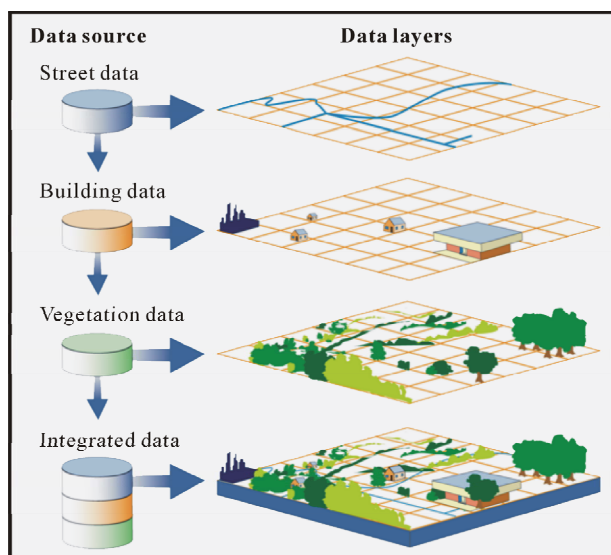 Data source
Data layers
Street data
Building data
Vegetation data
Integrated data